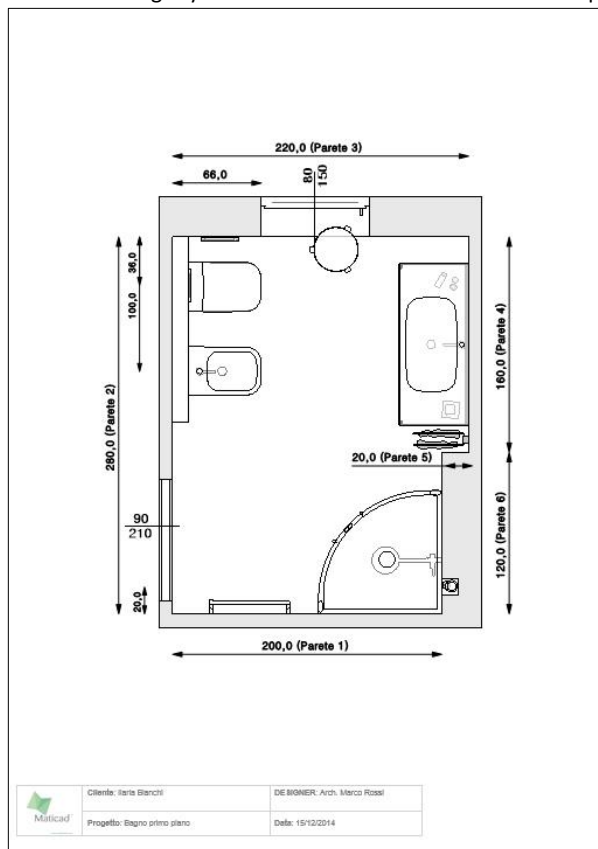 220,0 (Parete 3)
66,0
80
150
36,0
100,0
280,0 (Parete 2)
160,0 (Parete 4)
20,0 (Parete 5)
120,0 (Parete 6)
90
210
20,0
200,0 (Parete 1)
Maticad
Cliente: Ilaria Bianchi
DESIGNER: Arch. Marco Rossi
Progetto: Bagno primo piano
Data: 15/12/2014